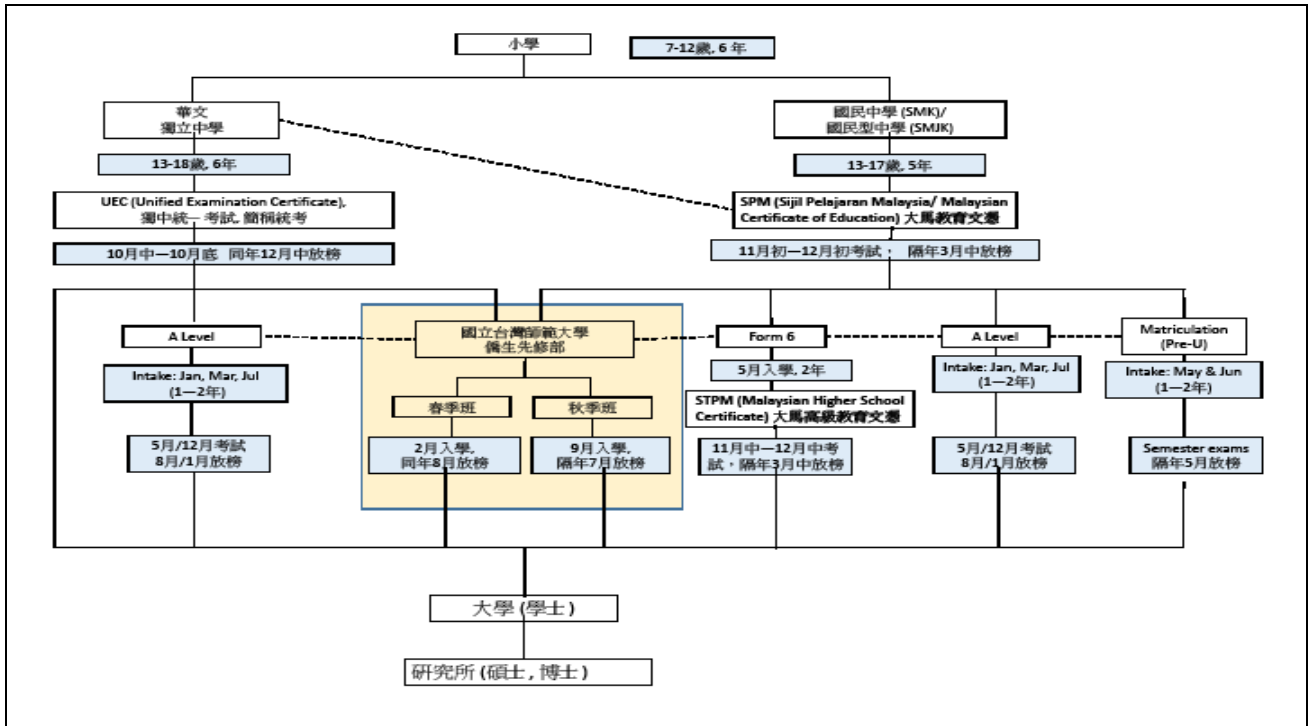 小學
7-12歲, 6 年
華文
獨立中學
國民中學 (SMK)/
國民型中學 (SMJK)
13-18歲, 6年
13-17歲, 5年
UEC (Unified Examination Certificate),
獨中統一考試, 簡稱統考
SPM (Sijil Pelajaran Malaysia/ Malaysian
Certificate of Education) 大馬教育文憑
10月中—10月底 同年12月中放榜
11月初—12月初考試， 隔年3月中放榜
A Level
國立台灣師範大學
僑生先修部
Form 6
A Level
Matriculation
(Pre-U)
Intake: Jan, Mar, Jul
(1—2年)
春季班
秋季班
5月入學, 2年
Intake: Jan, Mar, Jul
(1—2年)
Intake: May & Jun
(1—2年)
STPM (Malaysian Higher School
Certificate) 大馬高級教育文憑
5月/12月考試
8月/1月放榜
2月入學,
同年8月放榜
9月入學,
隔年7月放榜
11月中—12月中考
試，隔年3月中放榜
5月/12月考試
8月/1月放榜
Semester exams
隔年5月放榜
大學 (學士)
研究所 (碩士, 博士)